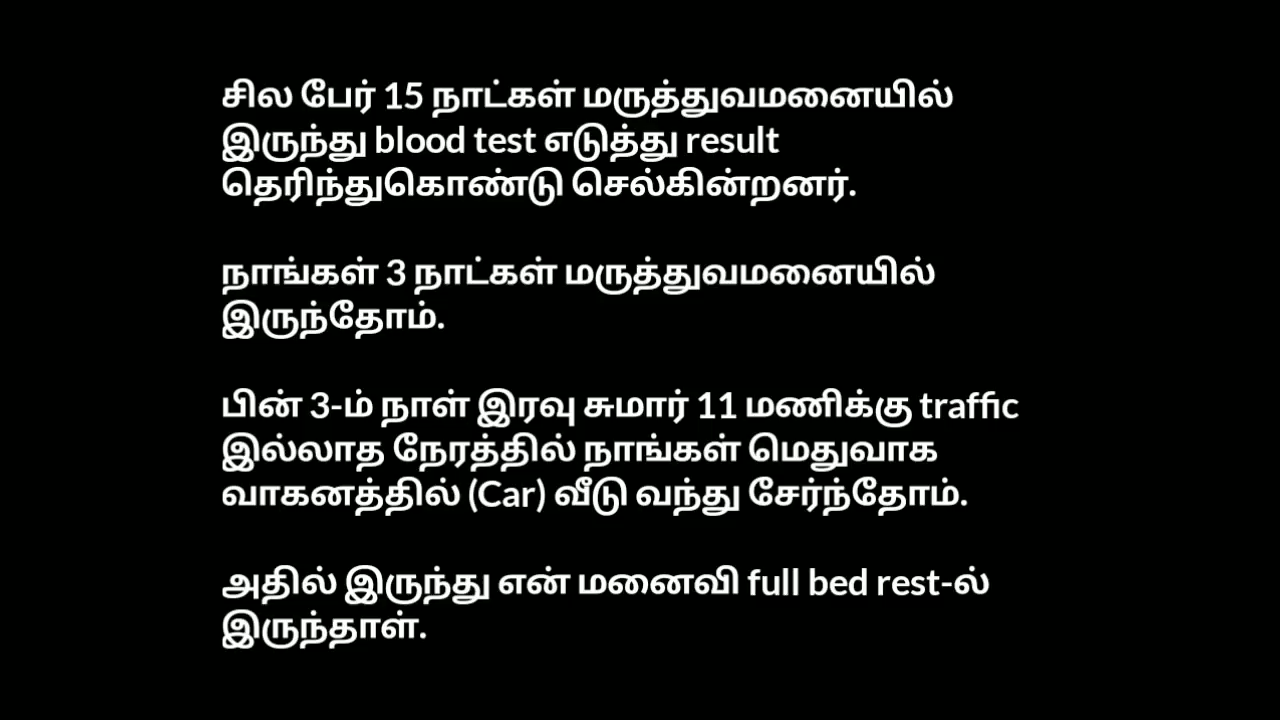 சில பேர் 15 நாட்கள் மருத்துவமனையில்
இருந்து blood test எடுத்து result
தெரிந்துகொண்டு செல்கின்றனர்.
நாங்கள் 3 நாட்கள் மருத்துவமனையில்
இருந்தோம்.
பின் 3-ம் நாள் இரவு சுமார் 11 மணிக்கு traffic
இல்லாத நேரத்தில் நாங்கள் மெதுவாக
வாகனத்தில் (Car) வீடு வந்து சேர்ந்தோம்.
அதில் இருந்து என் மனைவி full bed rest-ல்
இருந்தாள்.